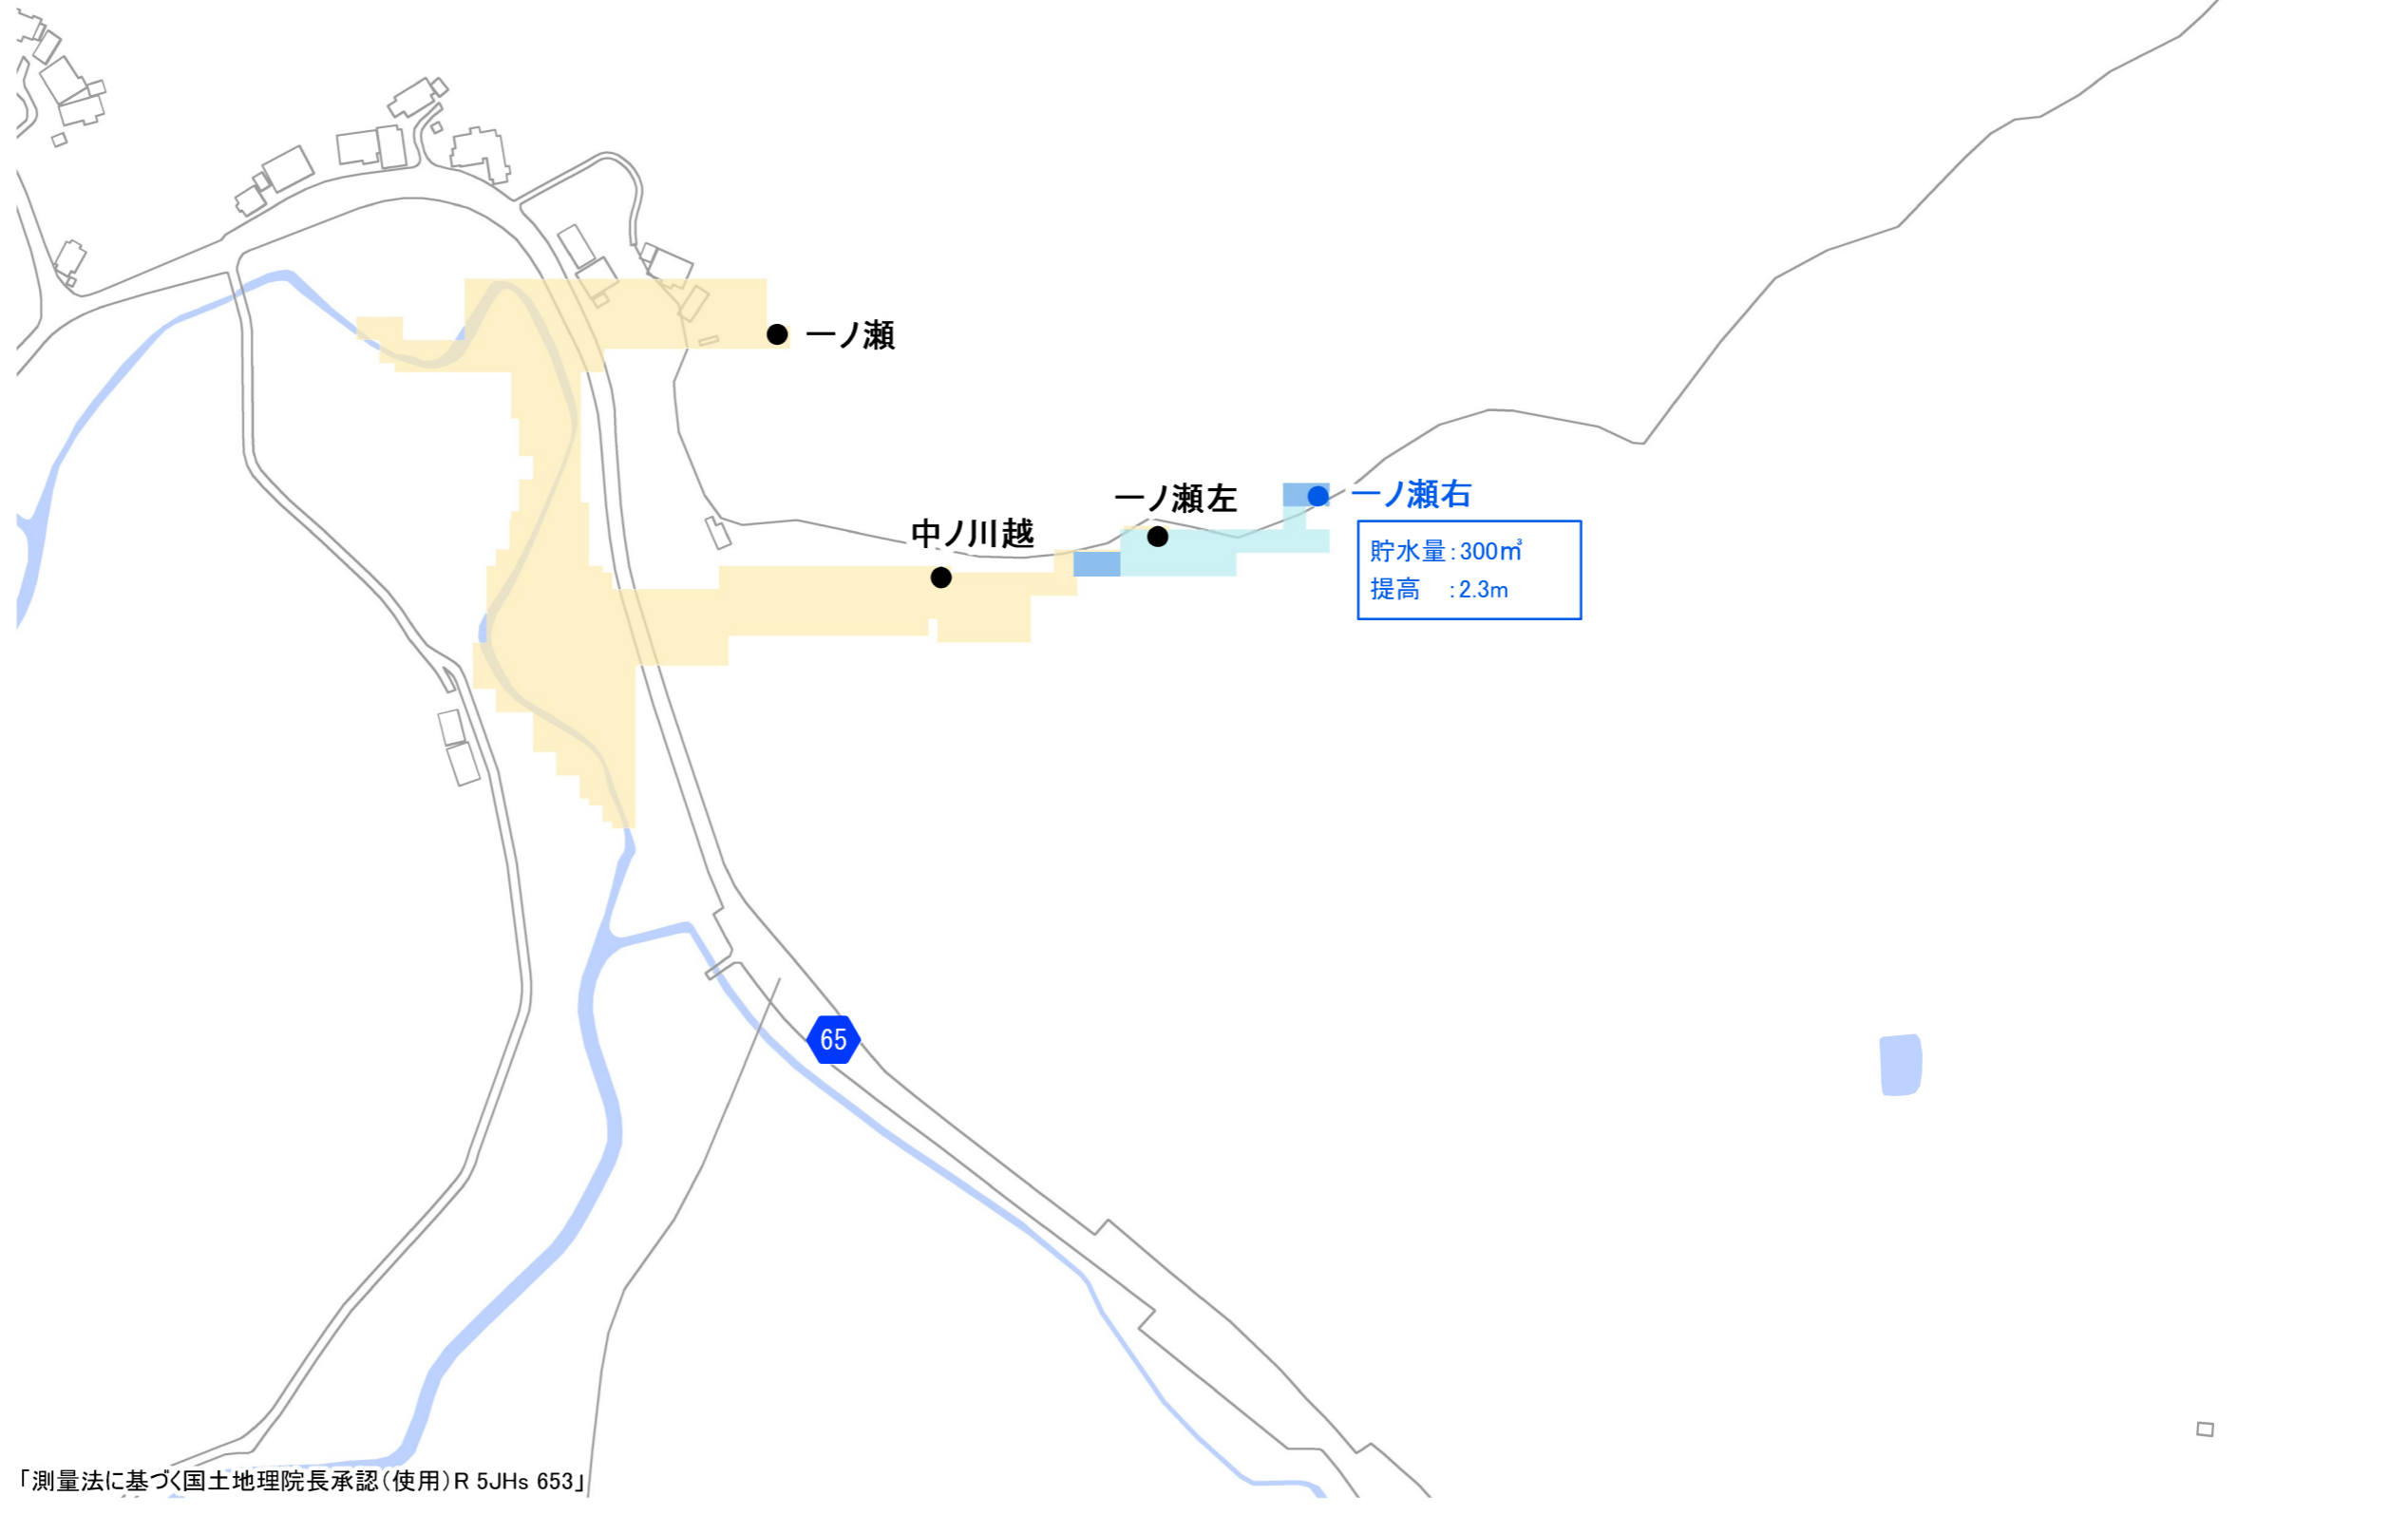 一ノ瀬
一ノ瀬左
一ノ瀬右
中ノ川越
貯水量:300㎥
提高 :2.3m
65
「測量法に基づく国土地理院長承認(使用)R 5JHs 653」